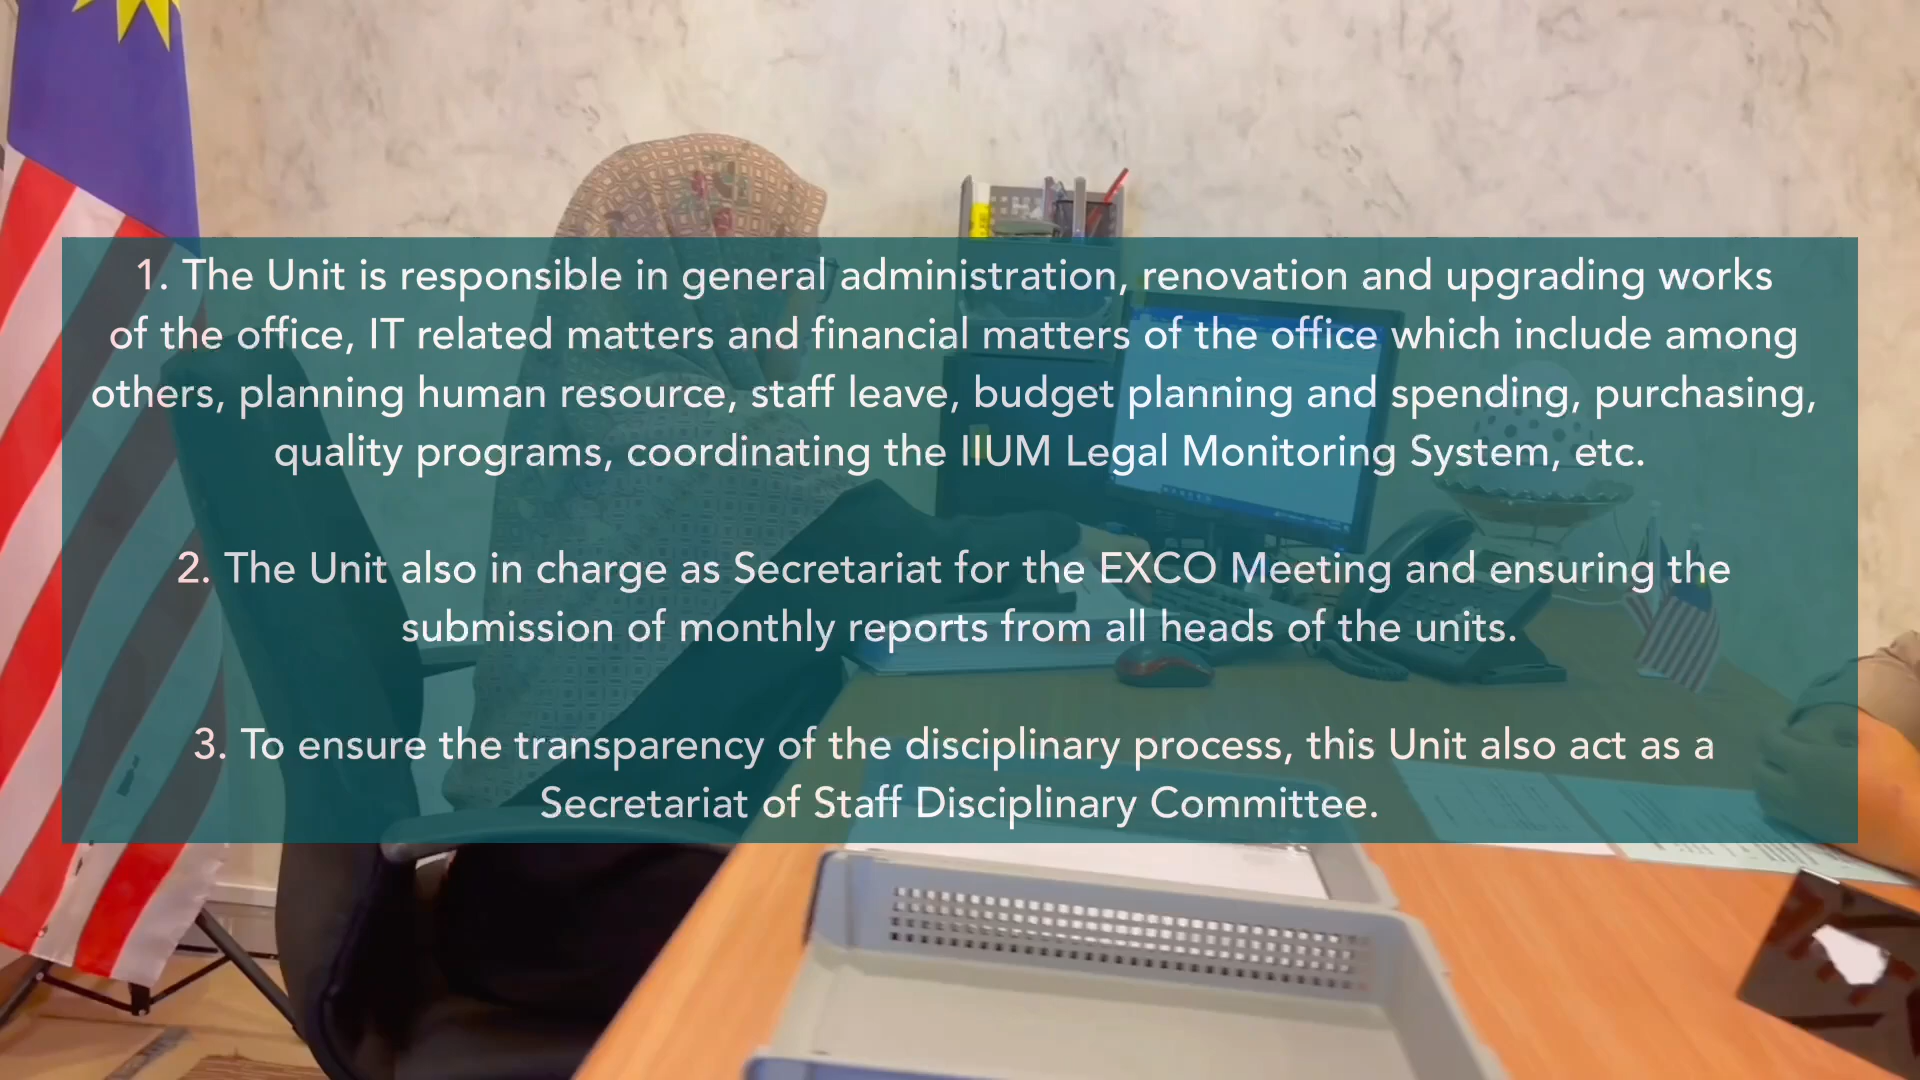 1. The Unit is responsible in general administration, renovation and upgrading works
of the office, IT related matters and financial matters of the office which include among
others, planning human resource, staff leave, budget planning and spending, purchasing,
quality programs, coordinating the IIUM Legal Monitoring System, etc.
2. The Unit also in charge as Secretariat for the EXCO Meeting and ensuring the
submission of monthly reports from all heads of the units.
3. To ensure the transparency of the disciplinary process, this Unit also act as a
Secretariat of Staff Disciplinary Committee.